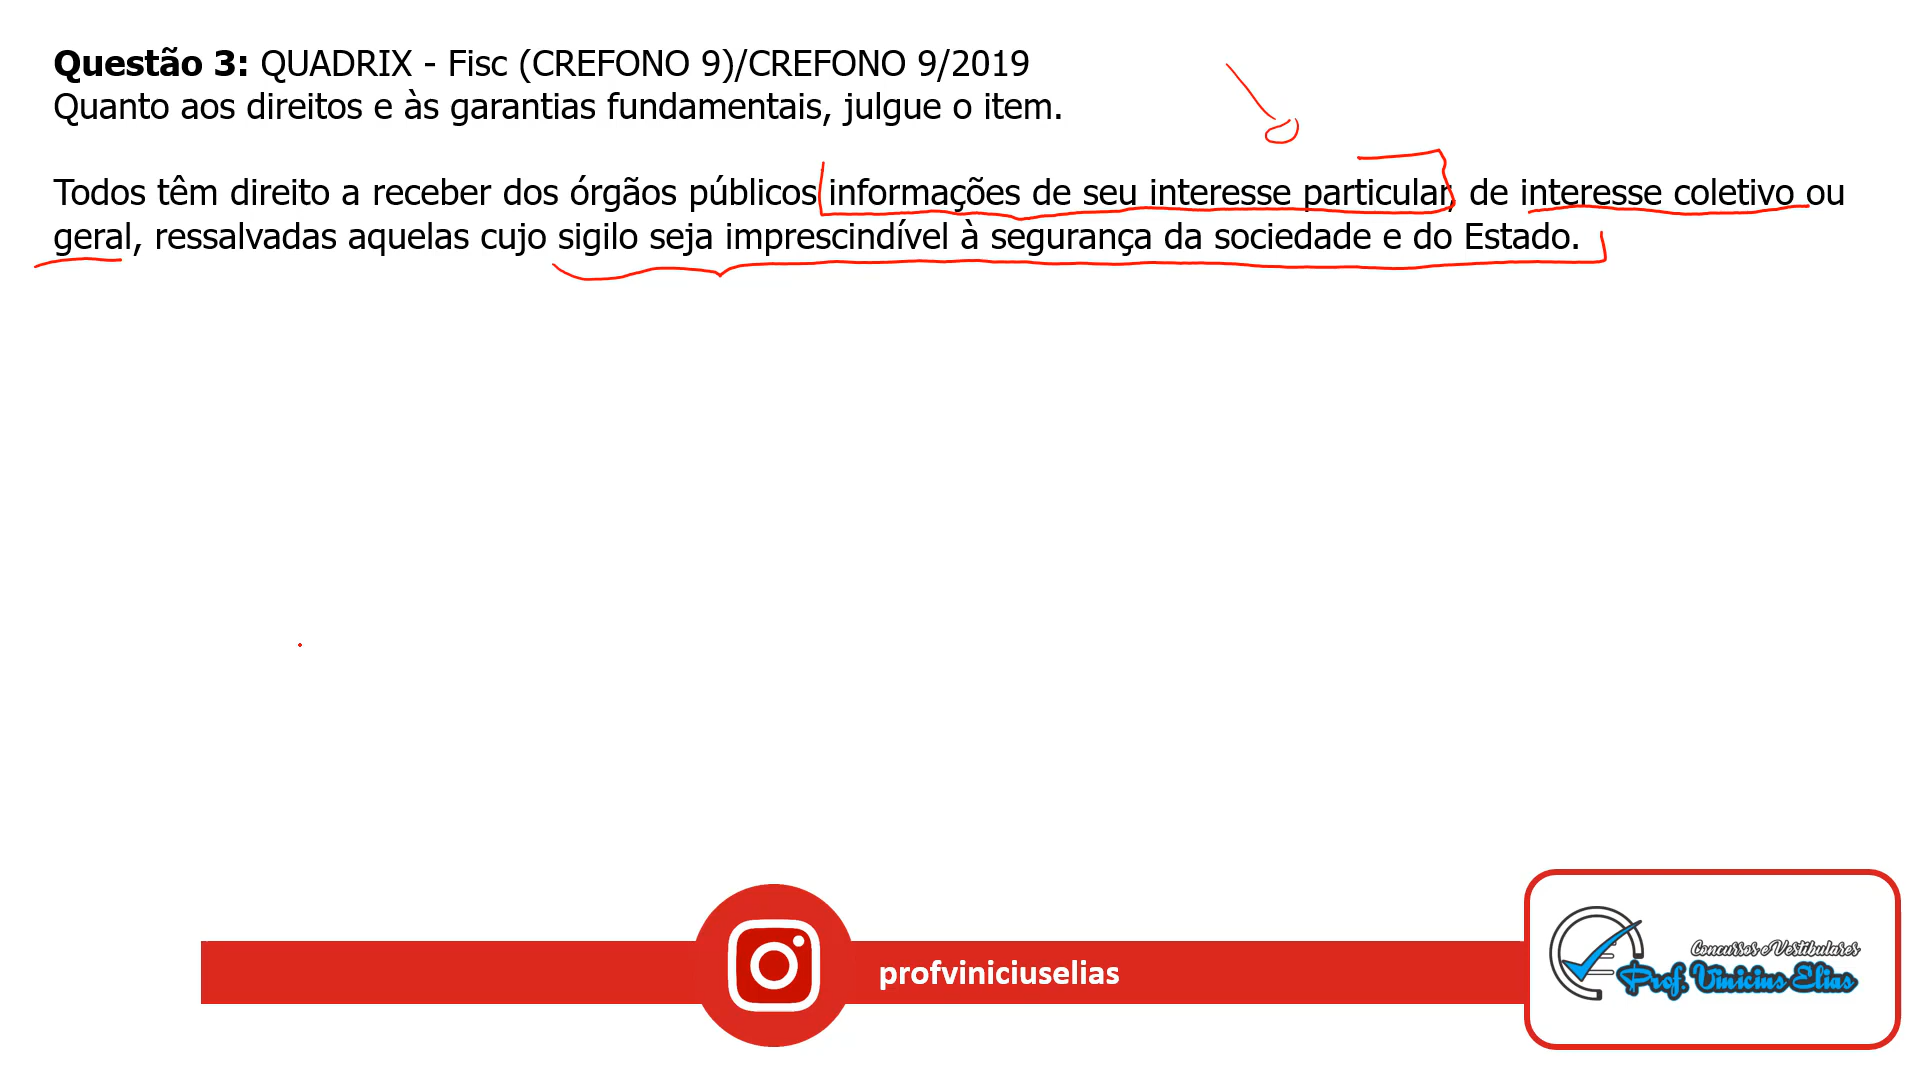 Questão 3: QUADRIX - Fisc (CREFONO 9)/CREFONO 9/2019
Quanto aos direitos e às garantias fundamentais, julgue o item.
Todos têm direito a receber dos órgãos públicos informações de seu interesse particular, de interesse coletivo ou
geral, ressalvadas aquelas cujo sigilo seja imprescindível à segurança da sociedade e do Estado.
profviniciuselias
Concursos e Vestibulares
Prof. Vinicius Elias